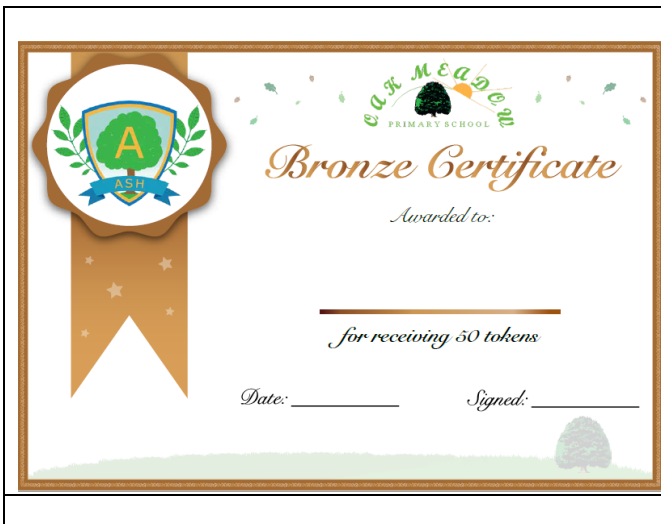 OAK MEADOW
PRIMARY SCHOOL
A
ASH
Bronze Certificate
Awarded to:
for receiving 50 tokens
Date:
Signed: